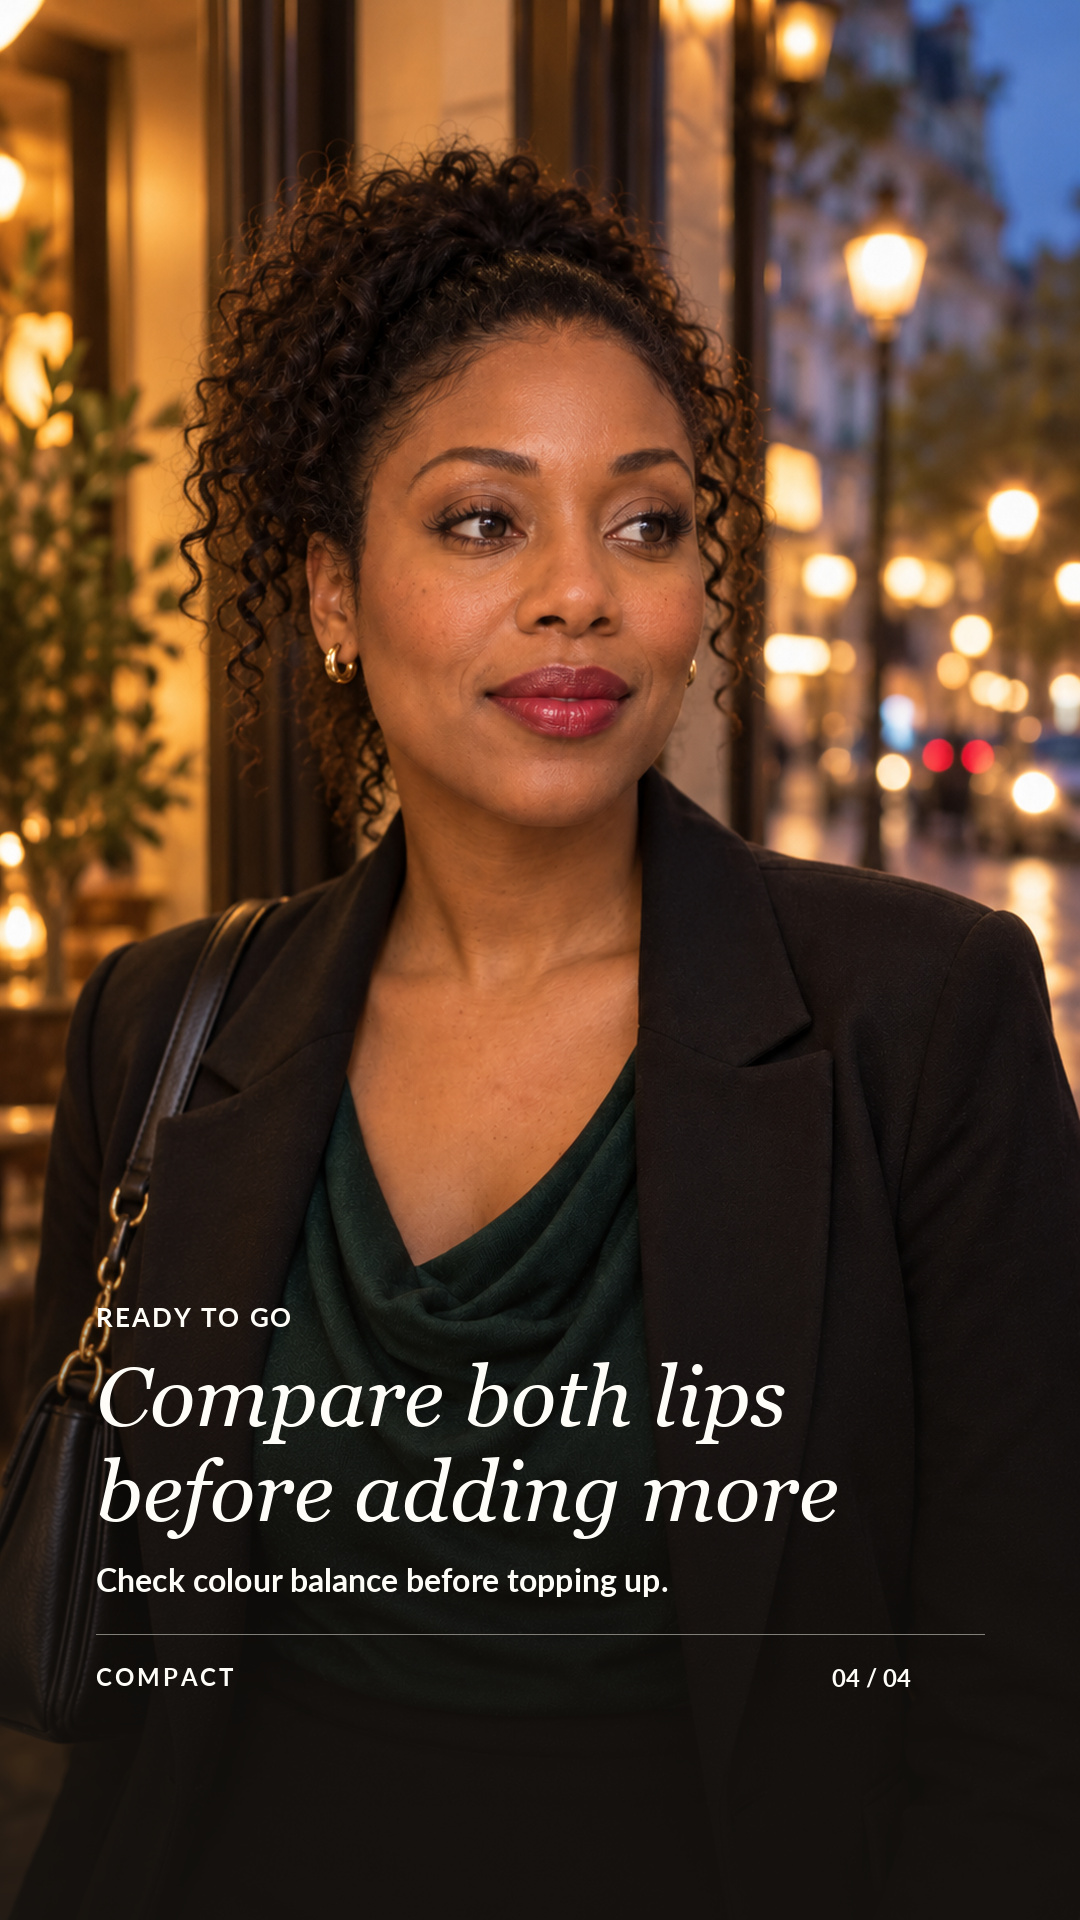 READY TO GO
Compare both lips
before adding more
Check colour balance before topping up.
COMPACT
04 / 04